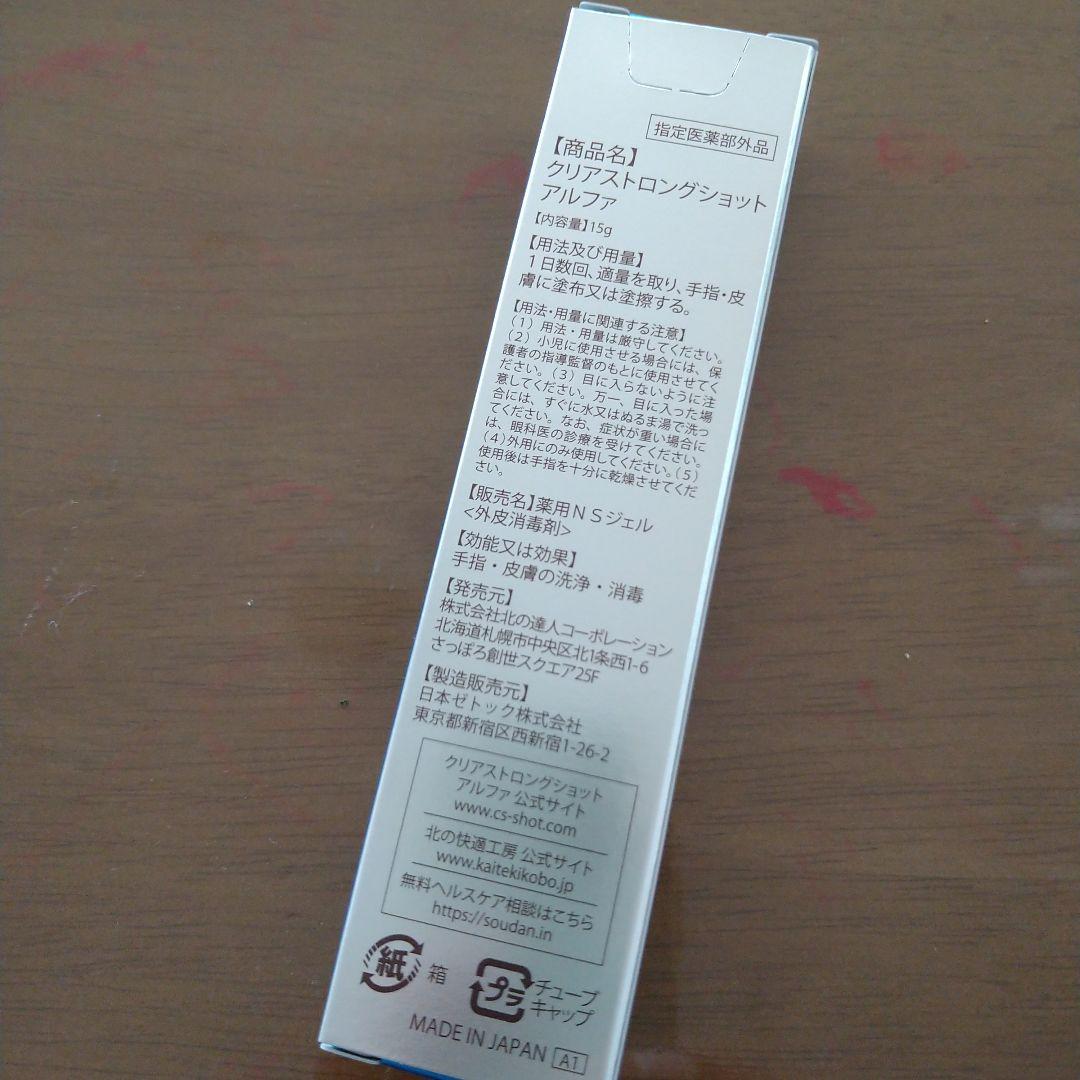 指定医薬部外品
【商品名】
クリアストロングショット
アルファ
【内容量】15g
【用法及び用量】
1日数回、適量を取り、手指・皮
膚に塗布又は塗擦する。
【用法・用量に関連する注意】
（1）用法・用量は厳守してください。
（2）小児に使用させる場合には、保
護者の指導監督のもとに使用させてく
ださい。（3）目に入らないように注
意してください。万一、目に入った場
合には、すぐに水又はぬるま湯で洗っ
てください。なお、症状が重い場合に
は、眼科医の診療を受けてください。
（4）外用にのみ使用してください。（5）
使用後は手指を十分に乾燥させてくだ
さい。
【販売名】薬用NSジェル
<外皮消毒剤>
【効能又は効果】
手指・皮膚の洗浄・消毒
【発売元】
株式会社北の達人コーポレーション
北海道札幌市中央区北1条西1-6
さっぽろ創世スクエア25F
【製造販売元】
日本ゼトック株式会社
東京都新宿区西新宿1-26-2
クリアストロングショット
アルファ 公式サイト
www.cs-shot.com
北の快適工房 公式サイト
www.kaitekikobo.jp
無料ヘルスケア相談はこちら
https://soudan.in
紙 箱
プラ チューブ
キャップ
MADE IN JAPAN A1